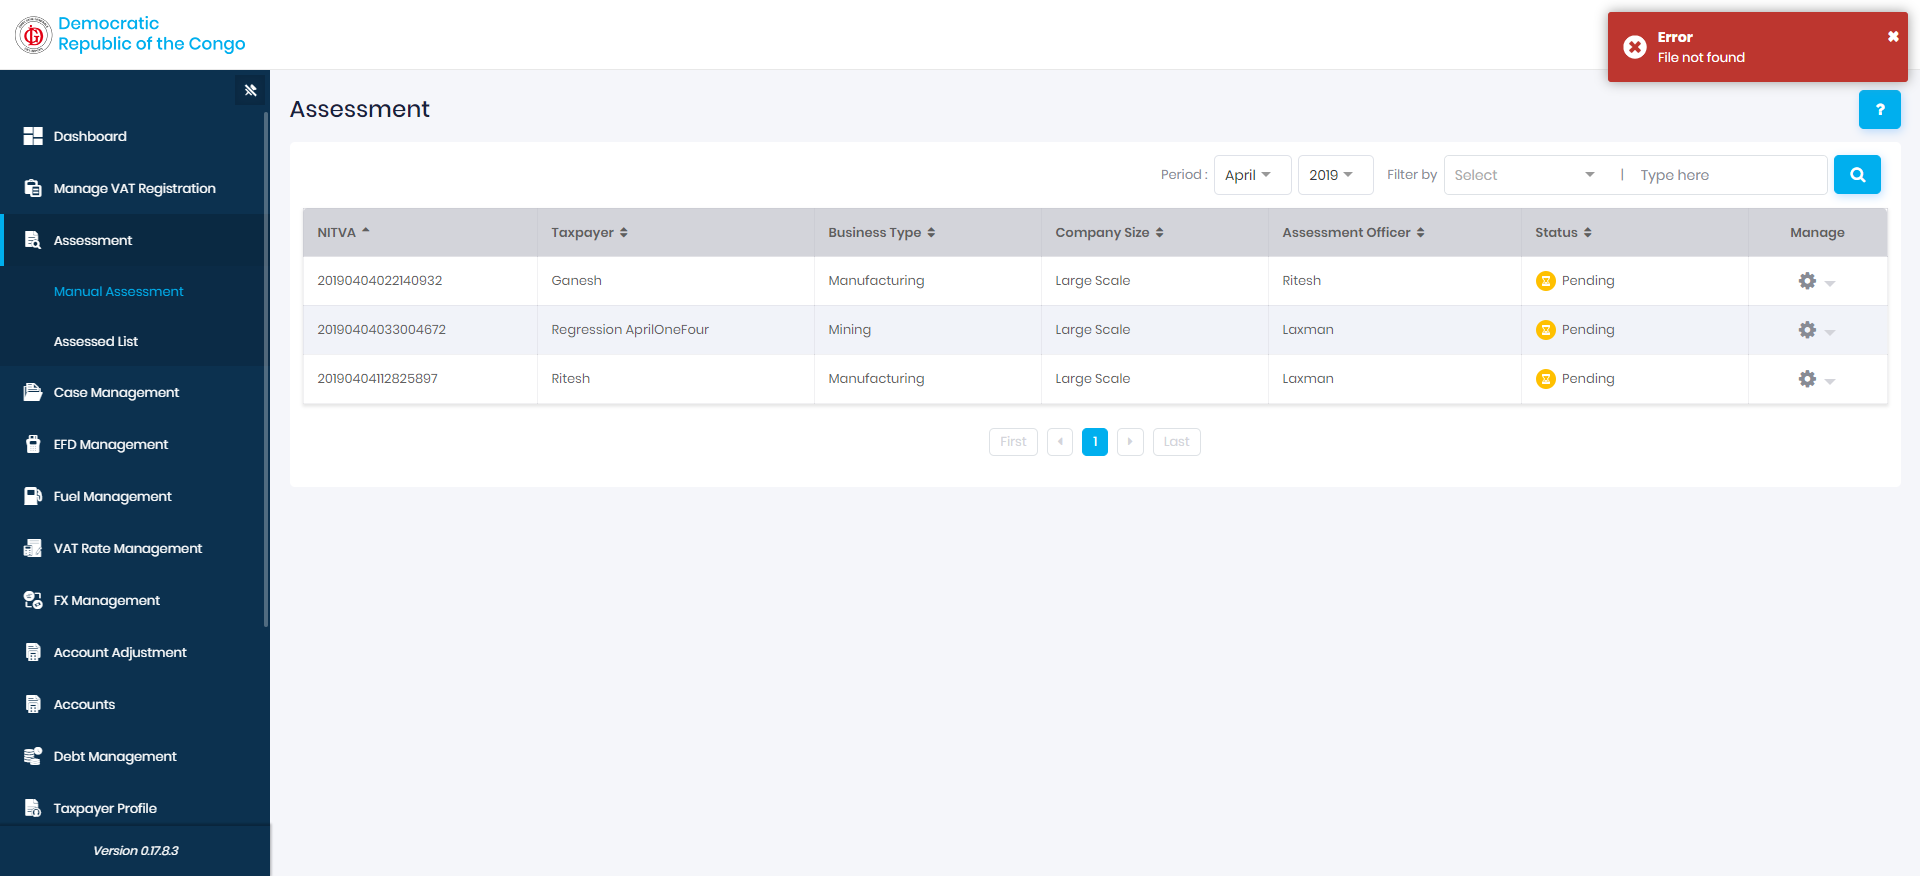 Democratic
Republic of the Congo
Error
File not found
Dashboard
Manage VAT Registration
Assessment
Manual Assessment
Assessed List
Case Management
EFD Management
Fuel Management
VAT Rate Management
FX Management
Account Adjustment
Accounts
Debt Management
Taxpayer Profile
Version 0.17.8.3
Assessment
?
Period : April 2019 Filter by Select | Type here
NITVA Taxpayer Business Type Company Size Assessment Officer Status Manage
20190404022140932 Ganesh Manufacturing Large Scale Ritesh Pending
20190404033004672 Regression AprilOneFour Mining Large Scale Laxman Pending
20190404112825897 Ritesh Manufacturing Large Scale Laxman Pending
First 1 Last